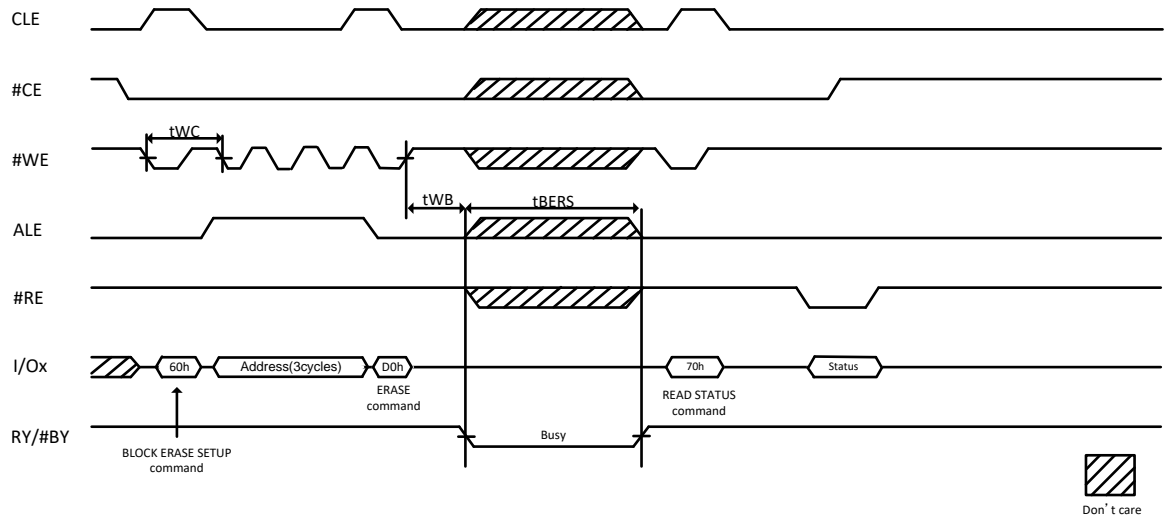 CLE
#CE
tWC
#WE
tWB
tBERS
ALE
#RE
I/Ox
60h
Address(3cycles)
D0h
70h
Status
ERASE
command
READ STATUS
command
RY/#BY
Busy
BLOCK ERASE SETUP
command
Don’t care